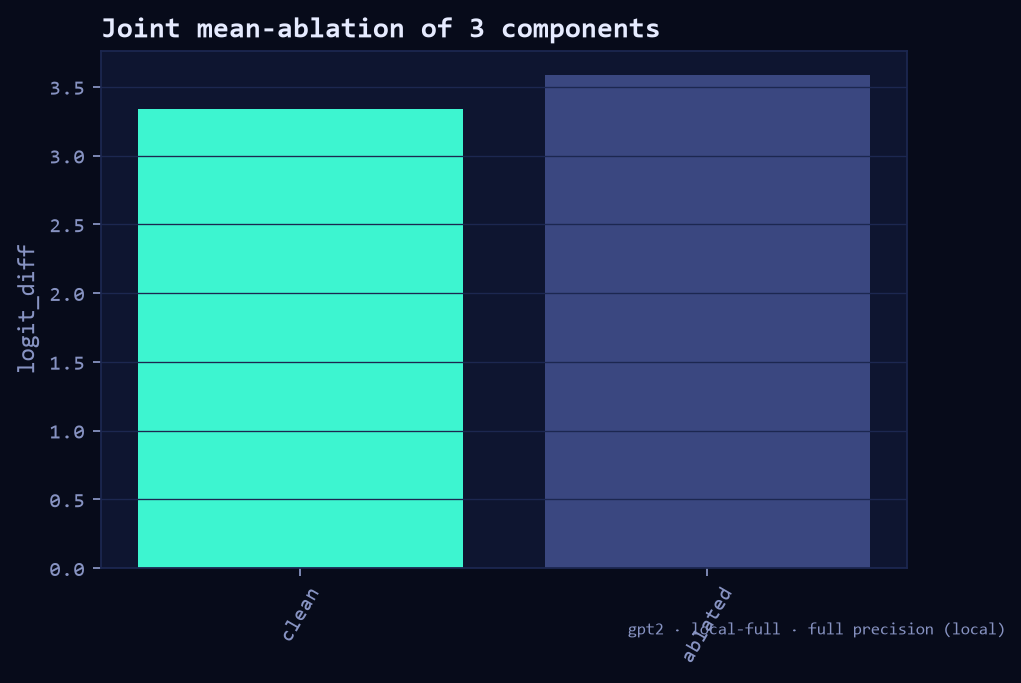 Joint mean-ablation of 3 components
logit_diff
3.5
3.0
2.5
2.0
1.5
1.0
0.5
0.0
clean
ablated
gpt2 · local-full · full precision (local)